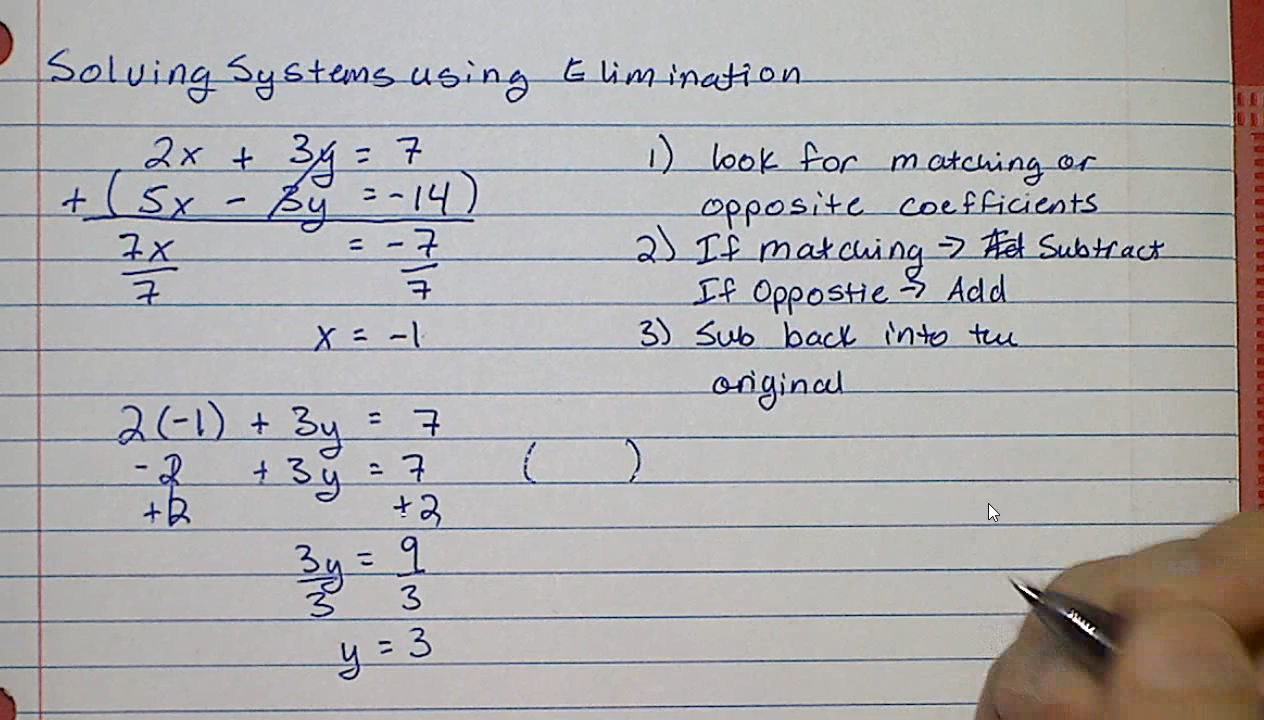 Solving Systems using Elimination
2x + 3y = 7
+ ( 5x - 3y = -14 )
7x = -7
7 7
x = -1
2(-1) + 3y = 7
-2 + 3y = 7 ( )
+2 +2
3y = 9
3 3
y = 3
1) look for matching or
opposite coefficients
2) If matching → Subtract
If Oppostie → Add
3) Sub back into
original